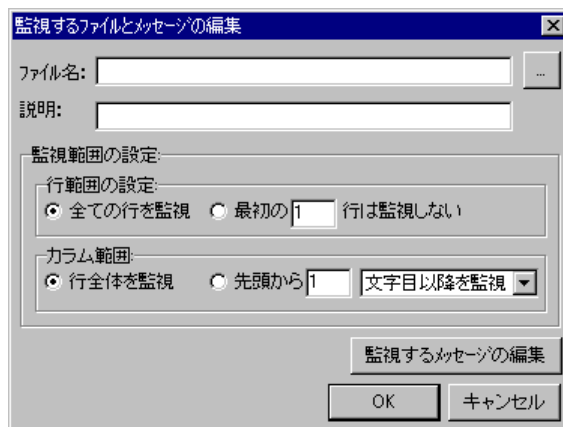 監視するファイルとメッセージの編集
ファイル名:
...
説明:
監視範囲の設定:
行範囲の設定:
全ての行を監視 最初の 1 行は監視しない
カラム範囲:
行全体を監視 先頭から 1 文字目以降を監視
監視するメッセージの編集
OK キャンセル